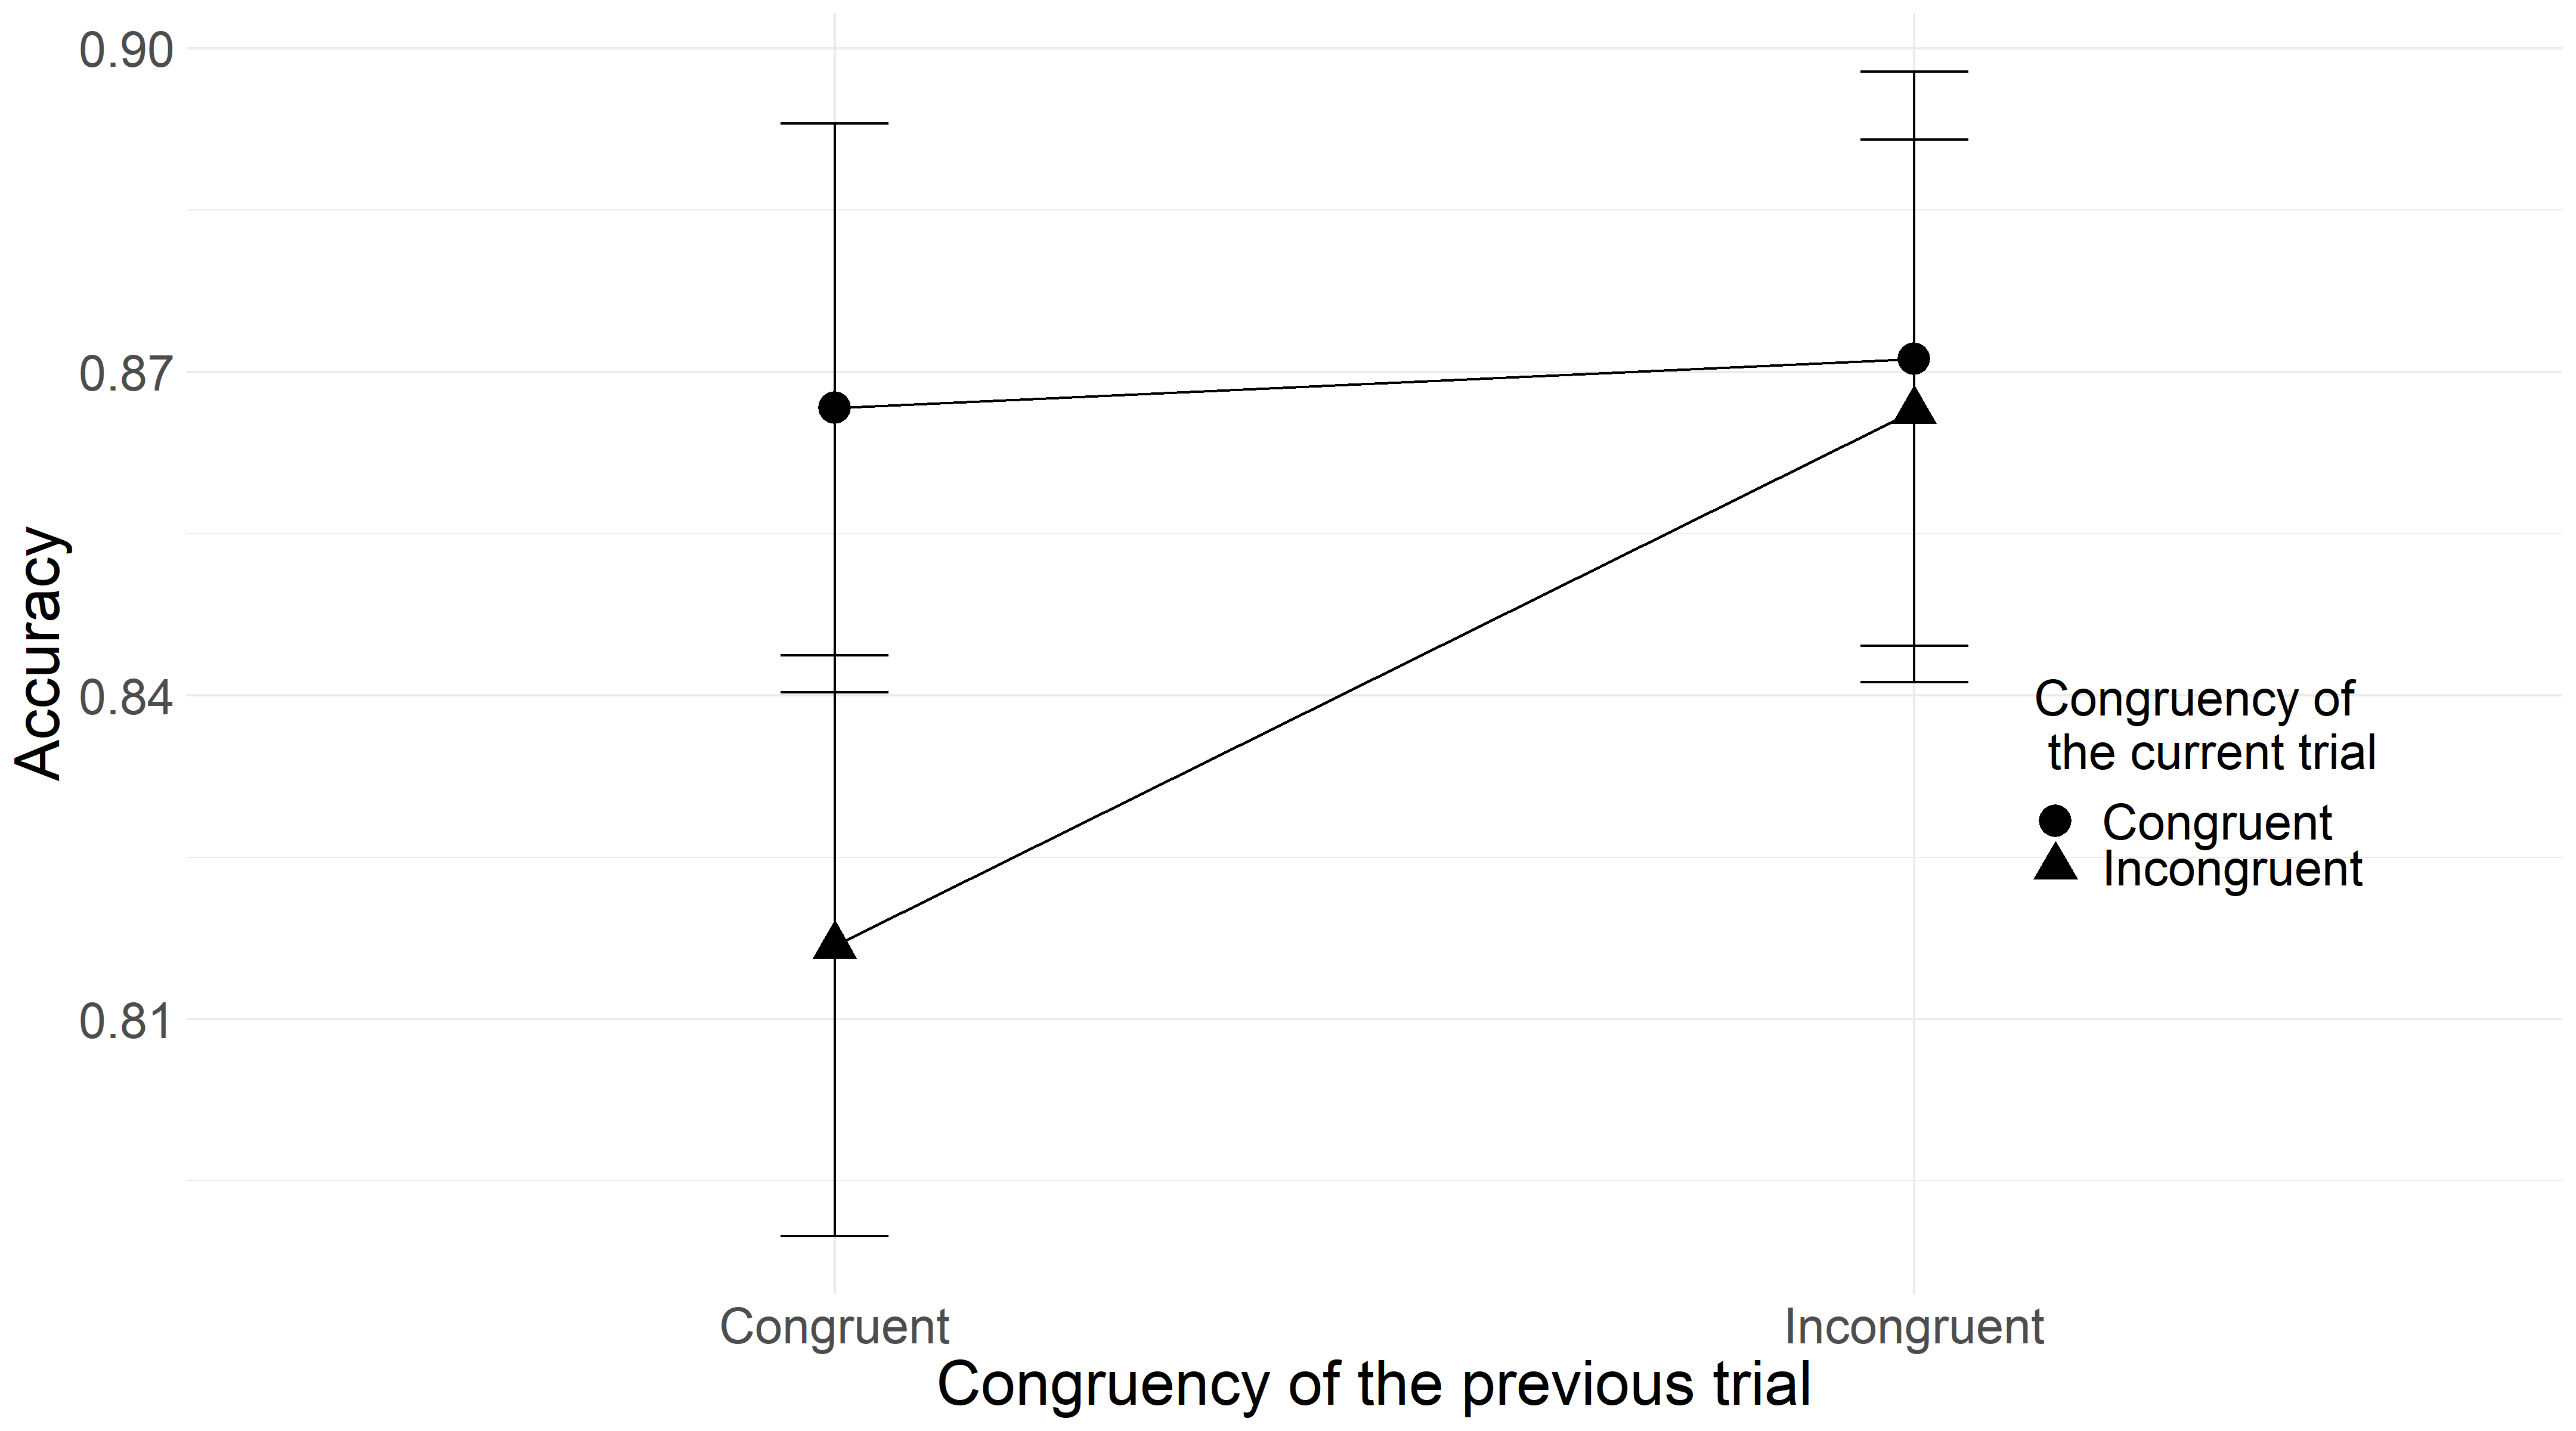 0.90
0.87
0.84
0.81
Accuracy
Congruent
Incongruent
Congruency of the previous trial
Congruency of
the current trial
Congruent
Incongruent